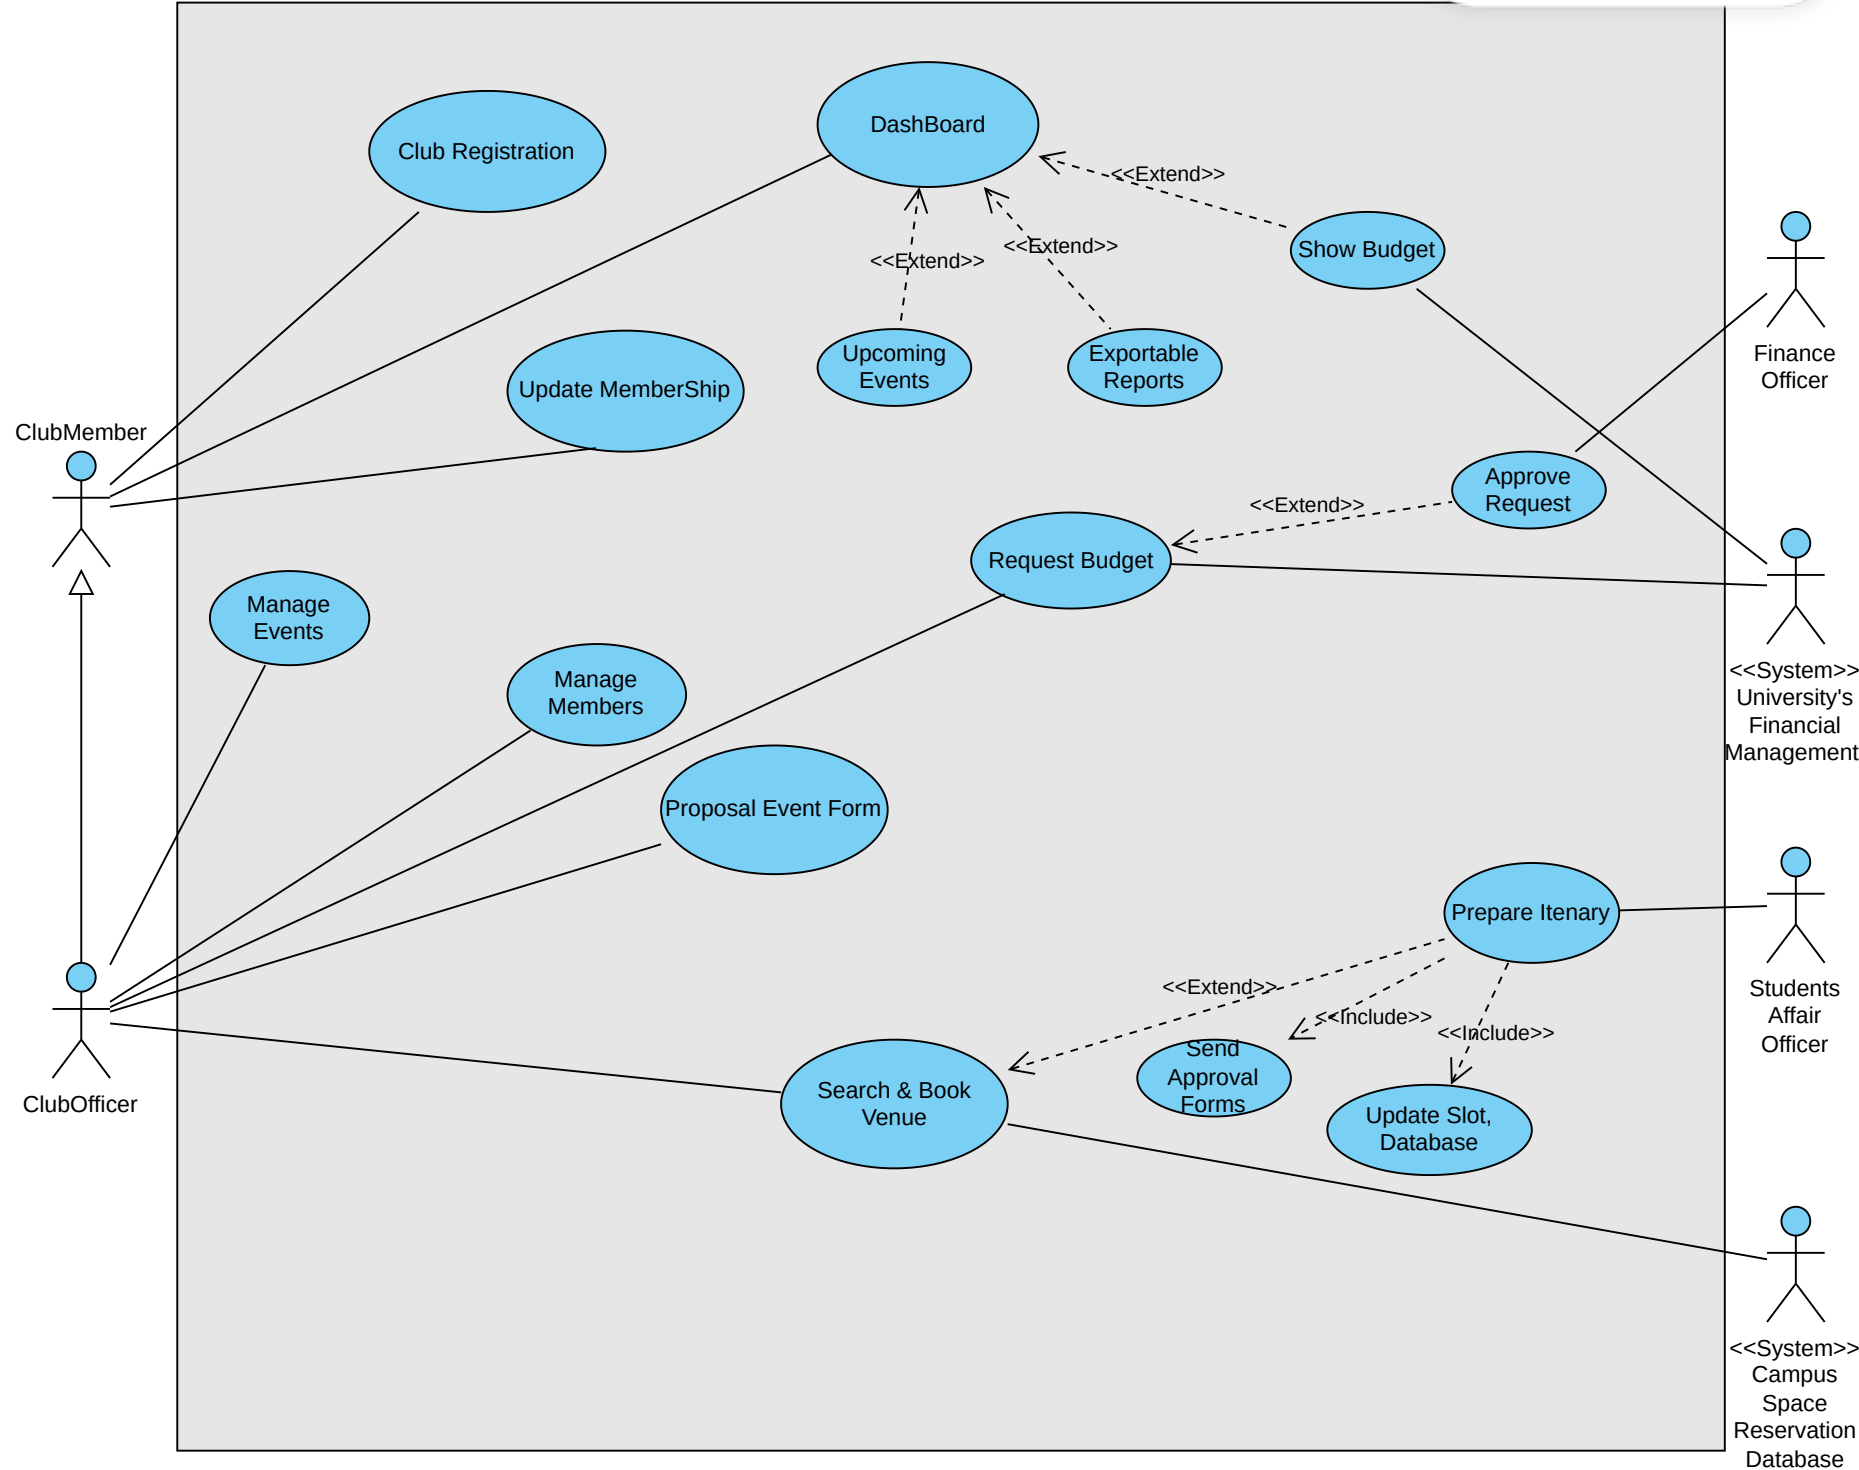 DashBoard
Club Registration
<<Extend>>
Show Budget
<<Extend>>
<<Extend>>
Upcoming
Events
Exportable
Reports
Finance
Officer
Update MemberShip
ClubMember
Approve
Request
<<Extend>>
Request Budget
Manage
Events
<<System>>
University's
Financial
Management
Manage
Members
Proposal Event Form
Prepare Itenary
<<Extend>>
<<Include>>
<<Include>>
Students
Affair
Officer
Send
Approval
Forms
Search & Book
Venue
ClubOfficer
Update Slot,
Database
<<System>>
Campus
Space
Reservation
Database